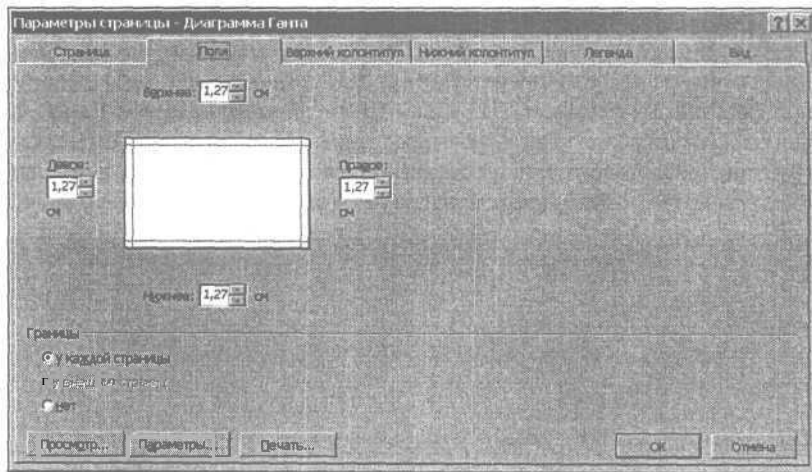 Параметры страницы - Диаграмма Ганта
Страница Поля Верхний колонтитул Нижний колонтитул Легенда Вид
Верхнее: 1,27 см
Левое: Правое:
1,27 1,27
см см
Нижнее: 1,27 см
Границы
у каждой страницы
у
нет
Просмотр... Параметры... Печать... ОК Отмена